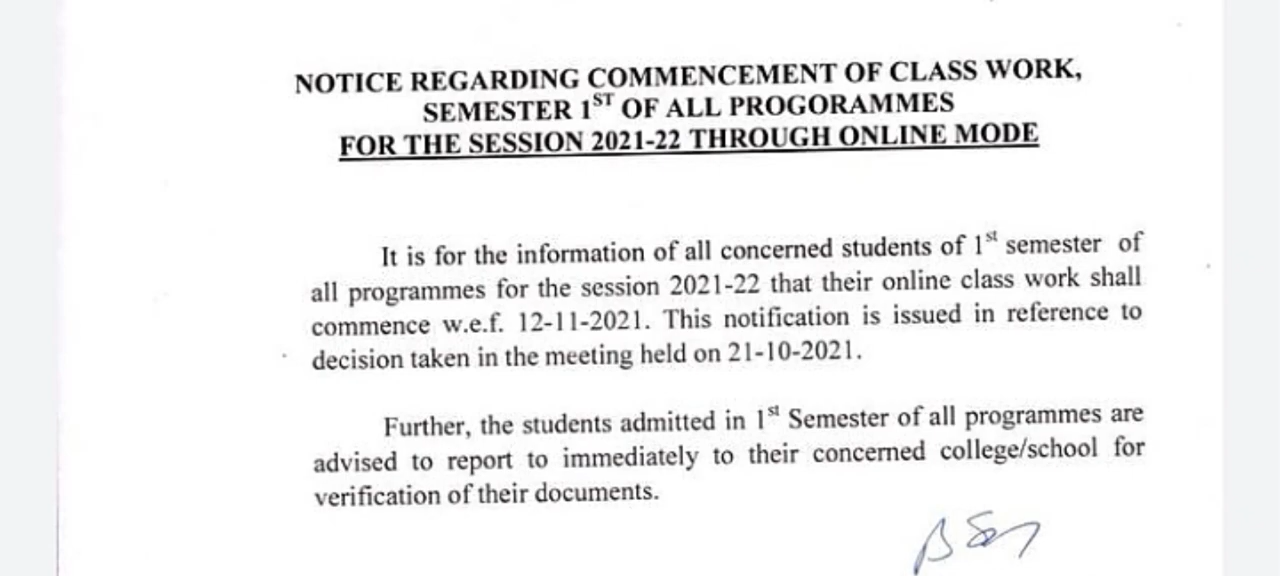 NOTICE REGARDING COMMENCEMENT OF CLASS WORK,
SEMESTER 1ST OF ALL PROGORAMMES
FOR THE SESSION 2021-22 THROUGH ONLINE MODE
It is for the information of all concerned students of 1st semester of
all programmes for the session 2021-22 that their online class work shall
commence w.e.f. 12-11-2021. This notification is issued in reference to
decision taken in the meeting held on 21-10-2021.
Further, the students admitted in 1st Semester of all programmes are
advised to report to immediately to their concerned college/school for
verification of their documents.